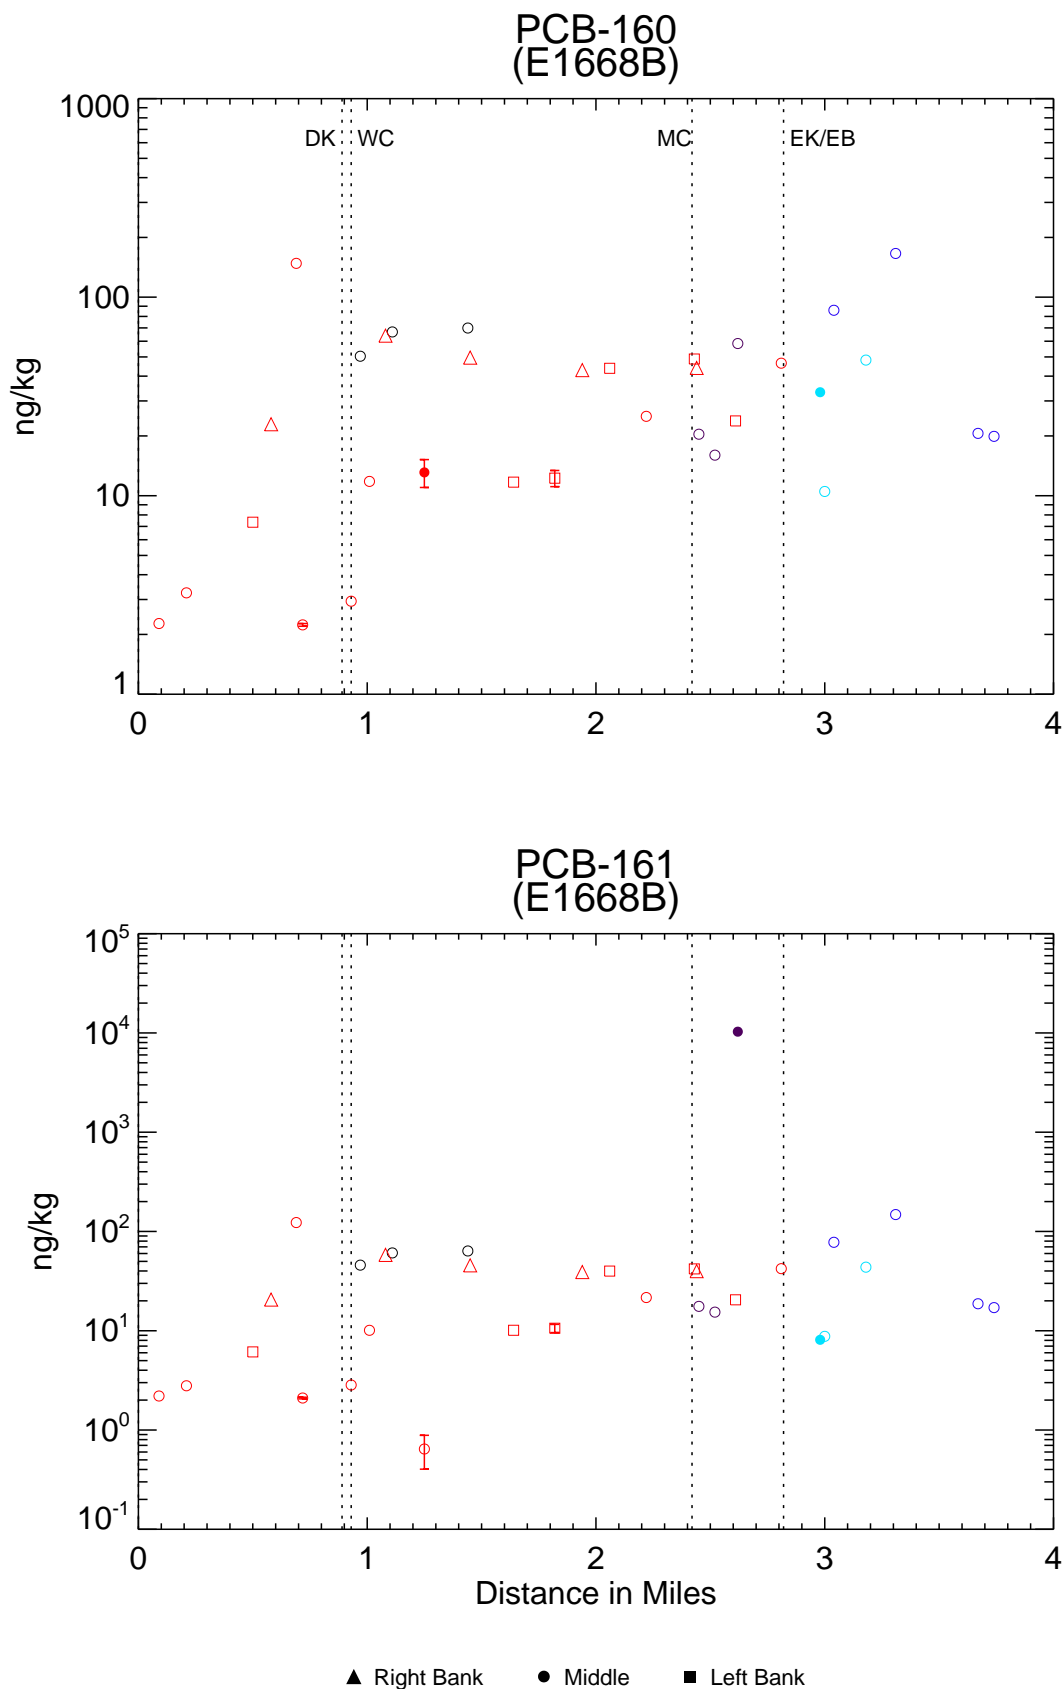 PCB-160
(E1668B)
1000
100
10
1
ng/kg
DK
WC
MC
EK/EB
0 1 2 3 4
PCB-161
(E1668B)
10^5
10^4
10^3
10^2
10^1
10^0
10^-1
ng/kg
0 1 2 3 4
Distance in Miles
Right Bank Middle Left Bank